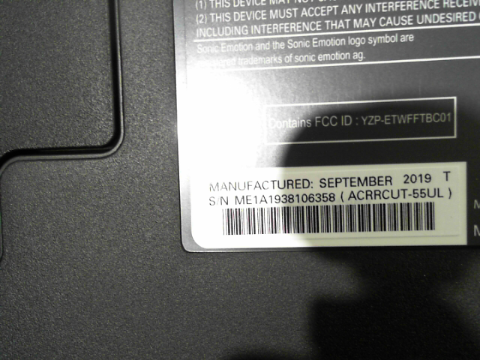 (1) THIS DEVICE MAY NOT
(2) THIS DEVICE MUST ACCEPT ANY INTERFERENCE
INCLUDING INTERFERENCE THAT MAY CAUSE UNDESIRED
Sonic Emotion and the Sonic Emotion logo symbol are
trademarks of sonic emotion ag.
Contains FCC ID : YZP-ETWFFTBC01
MANUFACTURED: SEPTEMBER 2019 T
S/N ME1A1938106358 ( ACRRCUT-55UL )